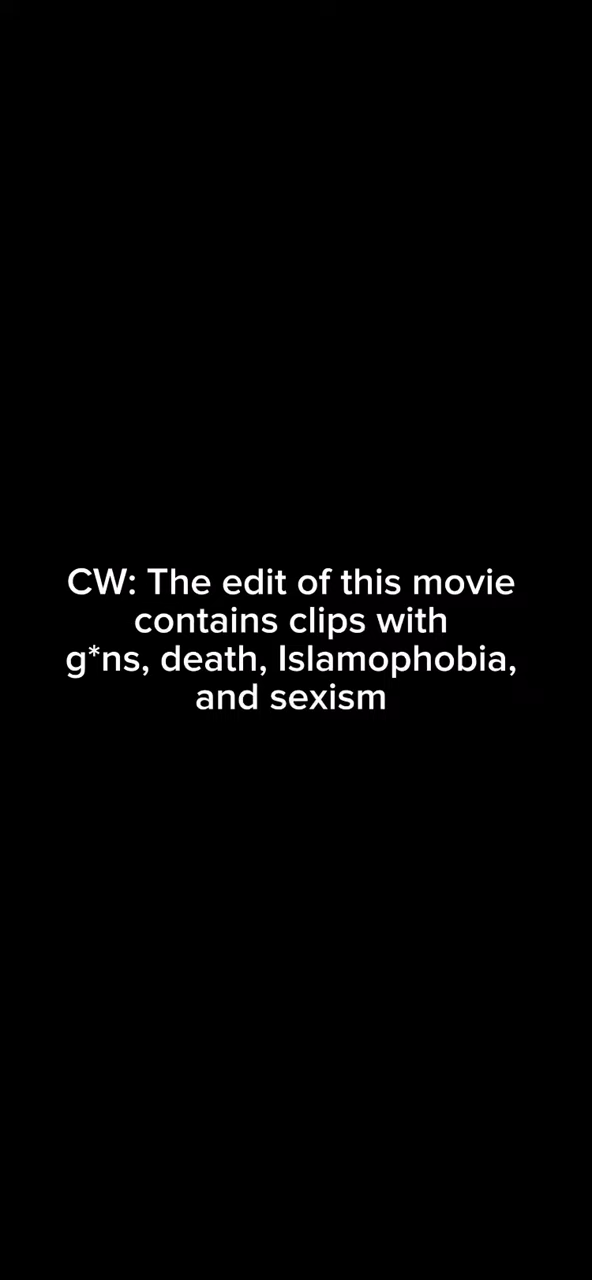 CW: The edit of this movie
contains clips with
g*ns, death, Islamophobia,
and sexism